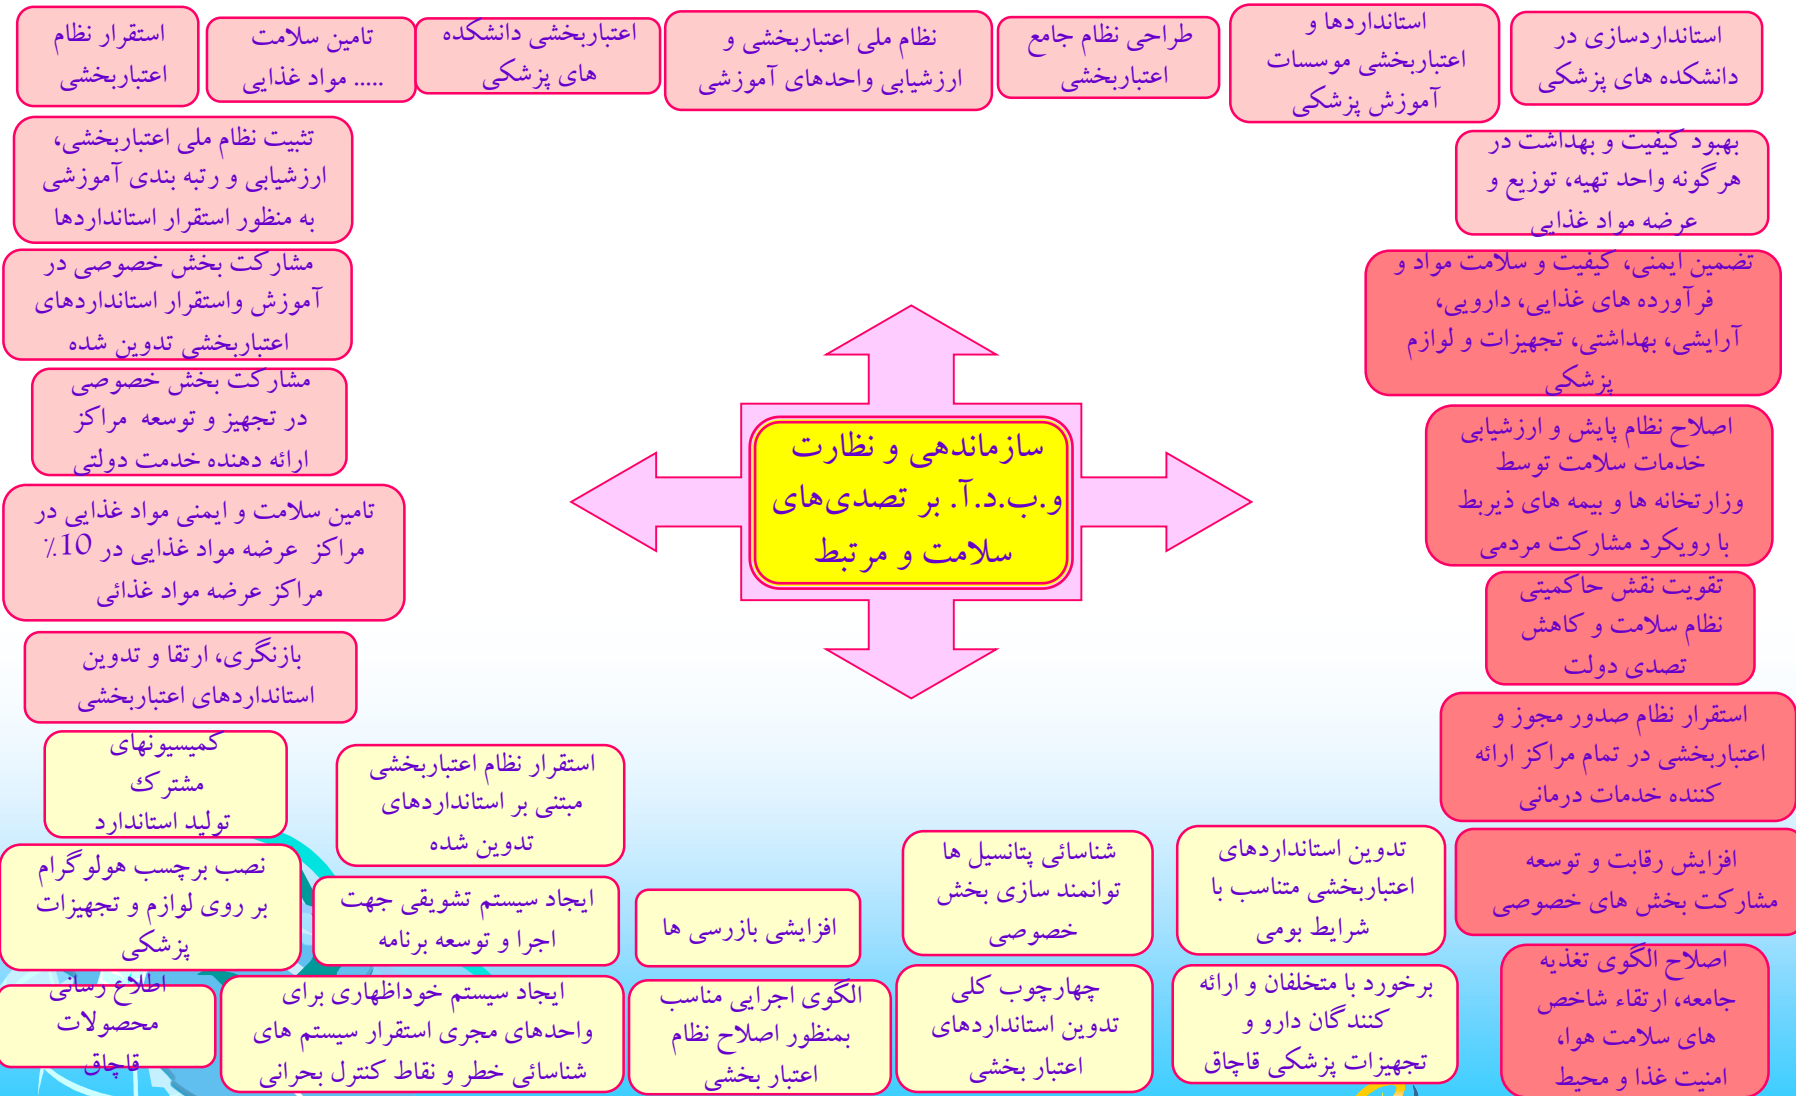 استانداردسازی در
دانشکده های پزشکی
استانداردها و
اعتباربخشی موسسات
آموزش پزشکی
طراحی نظام جامع
اعتباربخشی
نظام ملی اعتباربخشی و
ارزشیابی واحدهای آموزشی
اعتباربخشی دانشکده
های پزشکی
تامین سلامت
..... مواد غذایی
استقرار نظام
اعتباربخشی
بهبود کیفیت و بهداشت در
هرگونه واحد تهیه، توزیع و
عرضه مواد غذایی
تضمین ایمنی، کیفیت و سلامت مواد و
فرآورده های غذایی، دارویی،
آرایشی، بهداشتی، تجهیزات و لوازم
پزشکی
اصلاح نظام پایش و ارزشیابی
خدمات سلامت توسط
وزارتخانه ها و بیمه های ذیربط
با رویکرد مشارکت مردمی
تقویت نقش حاکمیتی
نظام سلامت و کاهش
تصدی دولت
استقرار نظام صدور مجوز و
اعتباربخشی در تمام مراکز ارائه
کننده خدمات درمانی
افزایش رقابت و توسعه
مشارکت بخش های خصوصی
اصلاح الگوی تغذیه
جامعه، ارتقاء شاخص
های سلامت هوا،
امنیت غذا و محیط
سازماندهی و نظارت
و.ب.د.آ. بر تصدی‌های
سلامت و مرتبط
تثبیت نظام ملی اعتباربخشی،
ارزشیابی و رتبه بندی آموزشی
به منظور استقرار استانداردها
مشارکت بخش خصوصی در
آموزش واستقرار استانداردهای
اعتباربخشی تدوین شده
مشارکت بخش خصوصی
در تجهیز و توسعه مراکز
ارائه دهنده خدمت دولتی
تامین سلامت و ایمنی مواد غذایی در
مراکز عرضه مواد غذایی در 10٪
مراکز عرضه مواد غذائی
بازنگری، ارتقا و تدوین
استانداردهای اعتباربخشی
کمیسیونهای
مشترك
تولید استاندارد
استقرار نظام اعتباربخشی
مبتنی بر استانداردهای
تدوین شده
نصب برچسب هولوگرام
بر روی لوازم و تجهیزات
پزشکی
ایجاد سیستم تشویقی جهت
اجرا و توسعه برنامه
افزایشی بازرسی ها
شناسائی پتانسیل ها
توانمند سازی بخش
خصوصی
تدوین استانداردهای
اعتباربخشی متناسب با
شرایط بومی
اطلاع رسانی
محصولات
قاچاق
ایجاد سیستم خوداظهاری برای
واحدهای مجری استقرار سیستم های
شناسائی خطر و نقاط کنترل بحرانی
الگوی اجرایی مناسب
بمنظور اصلاح نظام
اعتبار بخشی
چهارچوب کلی
تدوین استانداردهای
اعتبار بخشی
برخورد با متخلفان و ارائه
کنندگان دارو و
تجهیزات پزشکی قاچاق